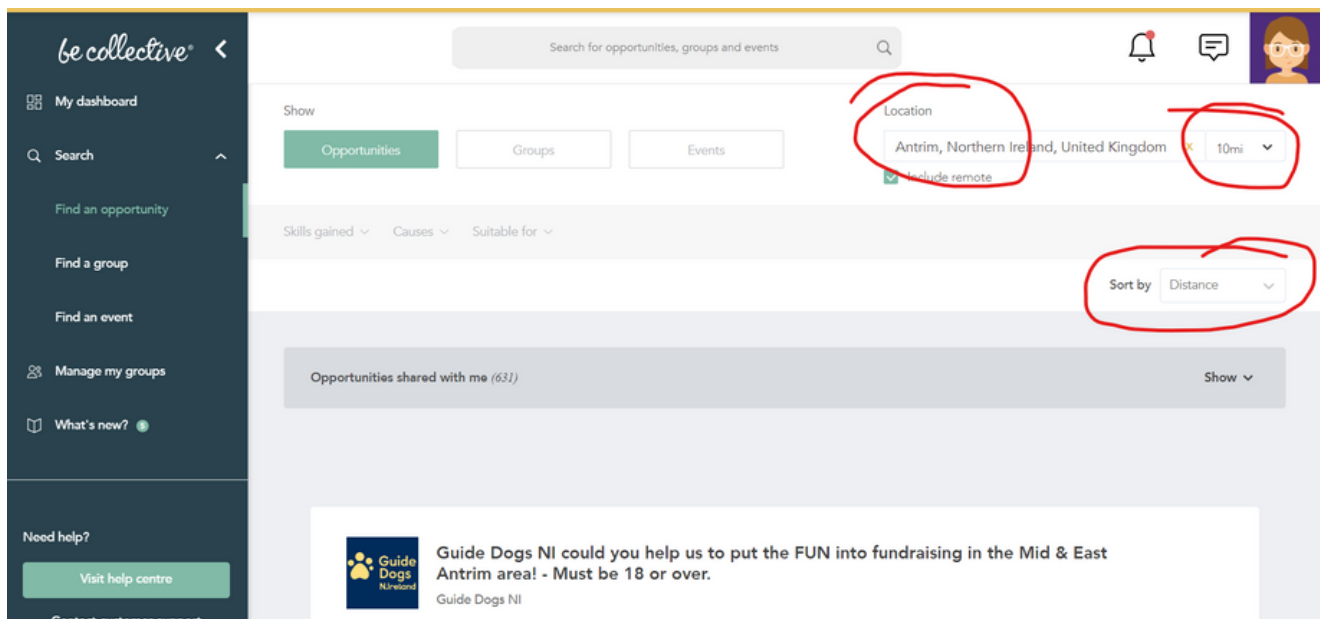 be collective
Search for opportunities, groups and events
My dashboard
Search
Find an opportunity
Find a group
Find an event
Manage my groups
What's new? 5
Need help?
Visit help centre
Contact customer support
Show
Opportunities Groups Events
Location
Antrim, Northern Ireland, United Kingdom x 10mi
Include remote
Skills gained Causes Suitable for
Sort by Distance
Opportunities shared with me (631) Show
Guide
Dogs
N.Ireland
Guide Dogs NI could you help us to put the FUN into fundraising in the Mid & East
Antrim area! - Must be 18 or over.
Guide Dogs NI